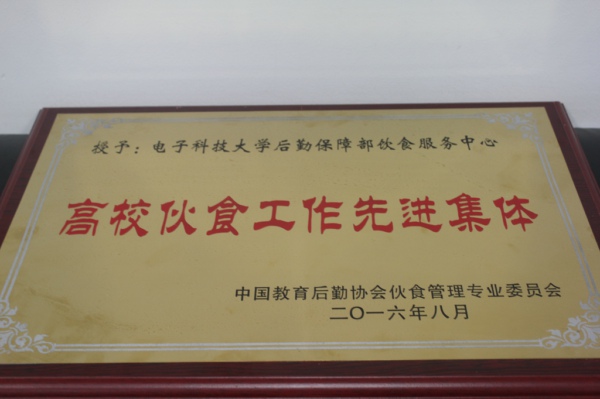 授予：电子科技大学后勤保障部饮食服务中心
高校伙食工作先进集体
中国教育后勤协会伙食管理专业委员会
二〇一六年八月